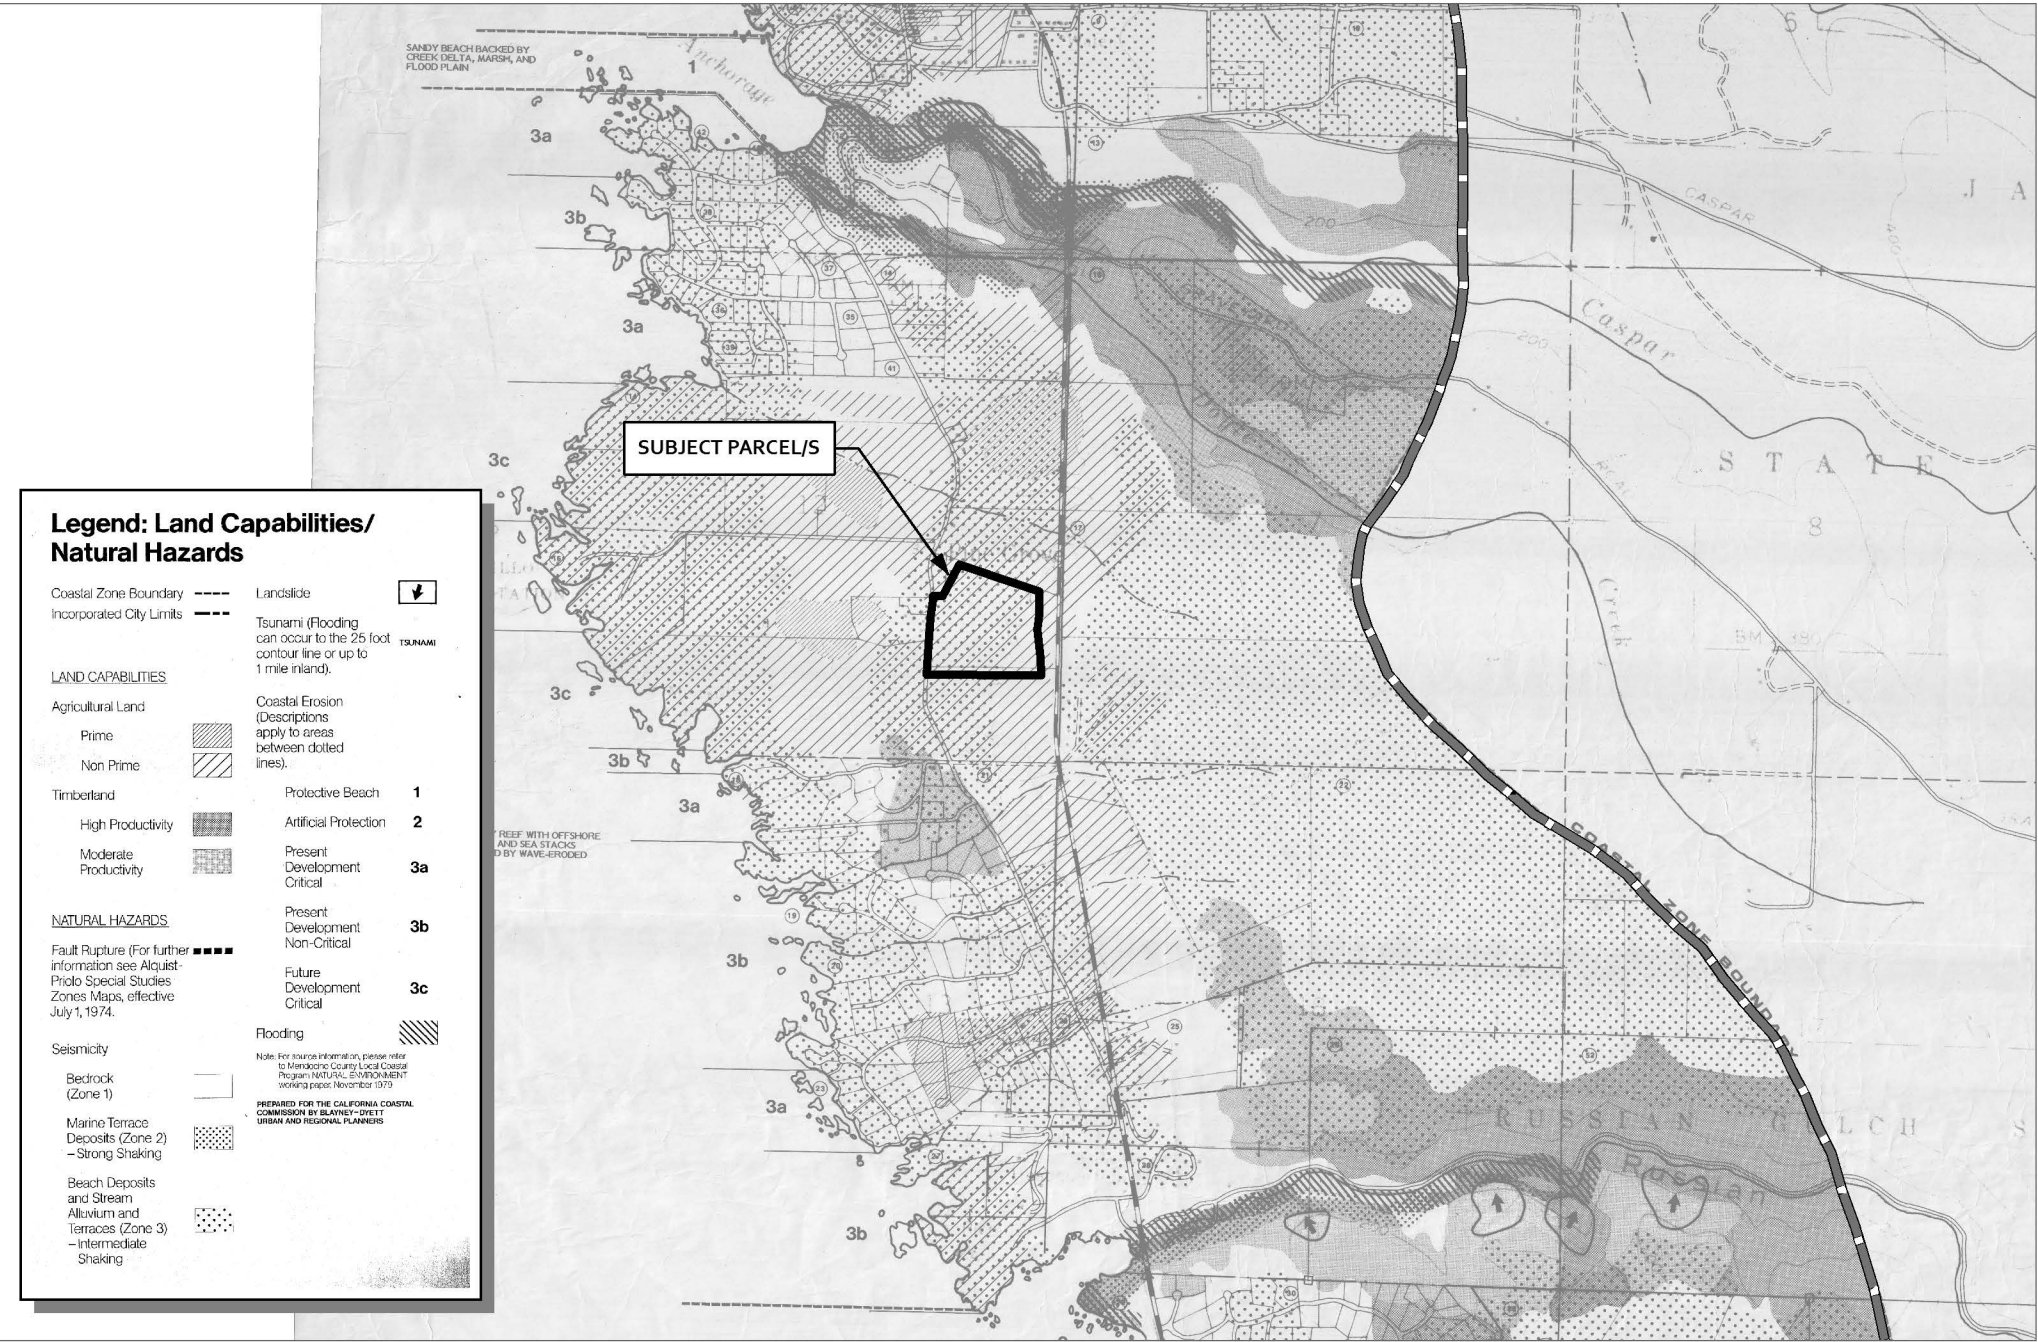 SANDY BEACH BACKED BY
CREEK DELTA, MARSH, AND
FLOOD PLAIN
Anchorage
1
3a
3b
3a
3c
3c
3b
3a
3b
3a
3b
SUBJECT PARCEL/S
CASPAR
200
400
Caspar
200
J A
S T A T E
6
8
Creek
BM 380
REEF WITH OFFSHORE
AND SEA STACKS
BY WAVE-ERODED
COASTAL ZONE BOUNDARY
RUSSIAN GULCH S
Russian
Legend: Land Capabilities/
Natural Hazards
Coastal Zone Boundary
Incorporated City Limits
LAND CAPABILITIES
Agricultural Land
Prime
Non Prime
Timberland
High Productivity
Moderate
Productivity
NATURAL HAZARDS
Fault Rupture (For further
information see Alquist-
Priolo Special Studies
Zones Maps, effective
July 1, 1974.
Seismicity
Bedrock
(Zone 1)
Marine Terrace
Deposits (Zone 2)
– Strong Shaking
Beach Deposits
and Stream
Alluvium and
Terraces (Zone 3)
– Intermediate
Shaking
Landslide
Tsunami (Flooding
can occur to the 25 foot TSUNAMI
contour line or up to
1 mile inland).
Coastal Erosion
(Descriptions
apply to areas
between dotted
lines).
Protective Beach 1
Artificial Protection 2
Present
Development 3a
Critical
Present
Development 3b
Non-Critical
Future
Development 3c
Critical
Flooding
Note: For source information, please refer
to Mendocino County Local Coastal
Program NATURAL ENVIRONMENT
working paper, November 1979
PREPARED FOR THE CALIFORNIA COASTAL
COMMISSION BY BLAYNEY-DYETT
URBAN AND REGIONAL PLANNERS